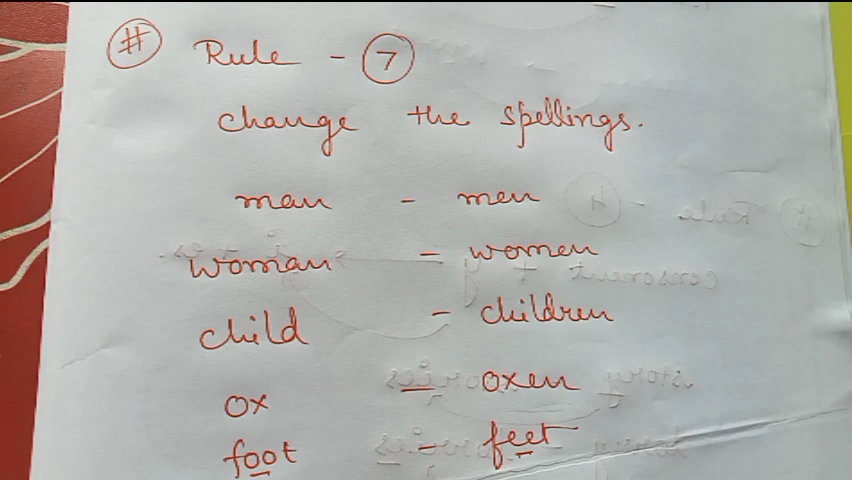 # Rule - 7
change the spellings.
man - men
woman - women
child - children
ox - oxen
foot - feet